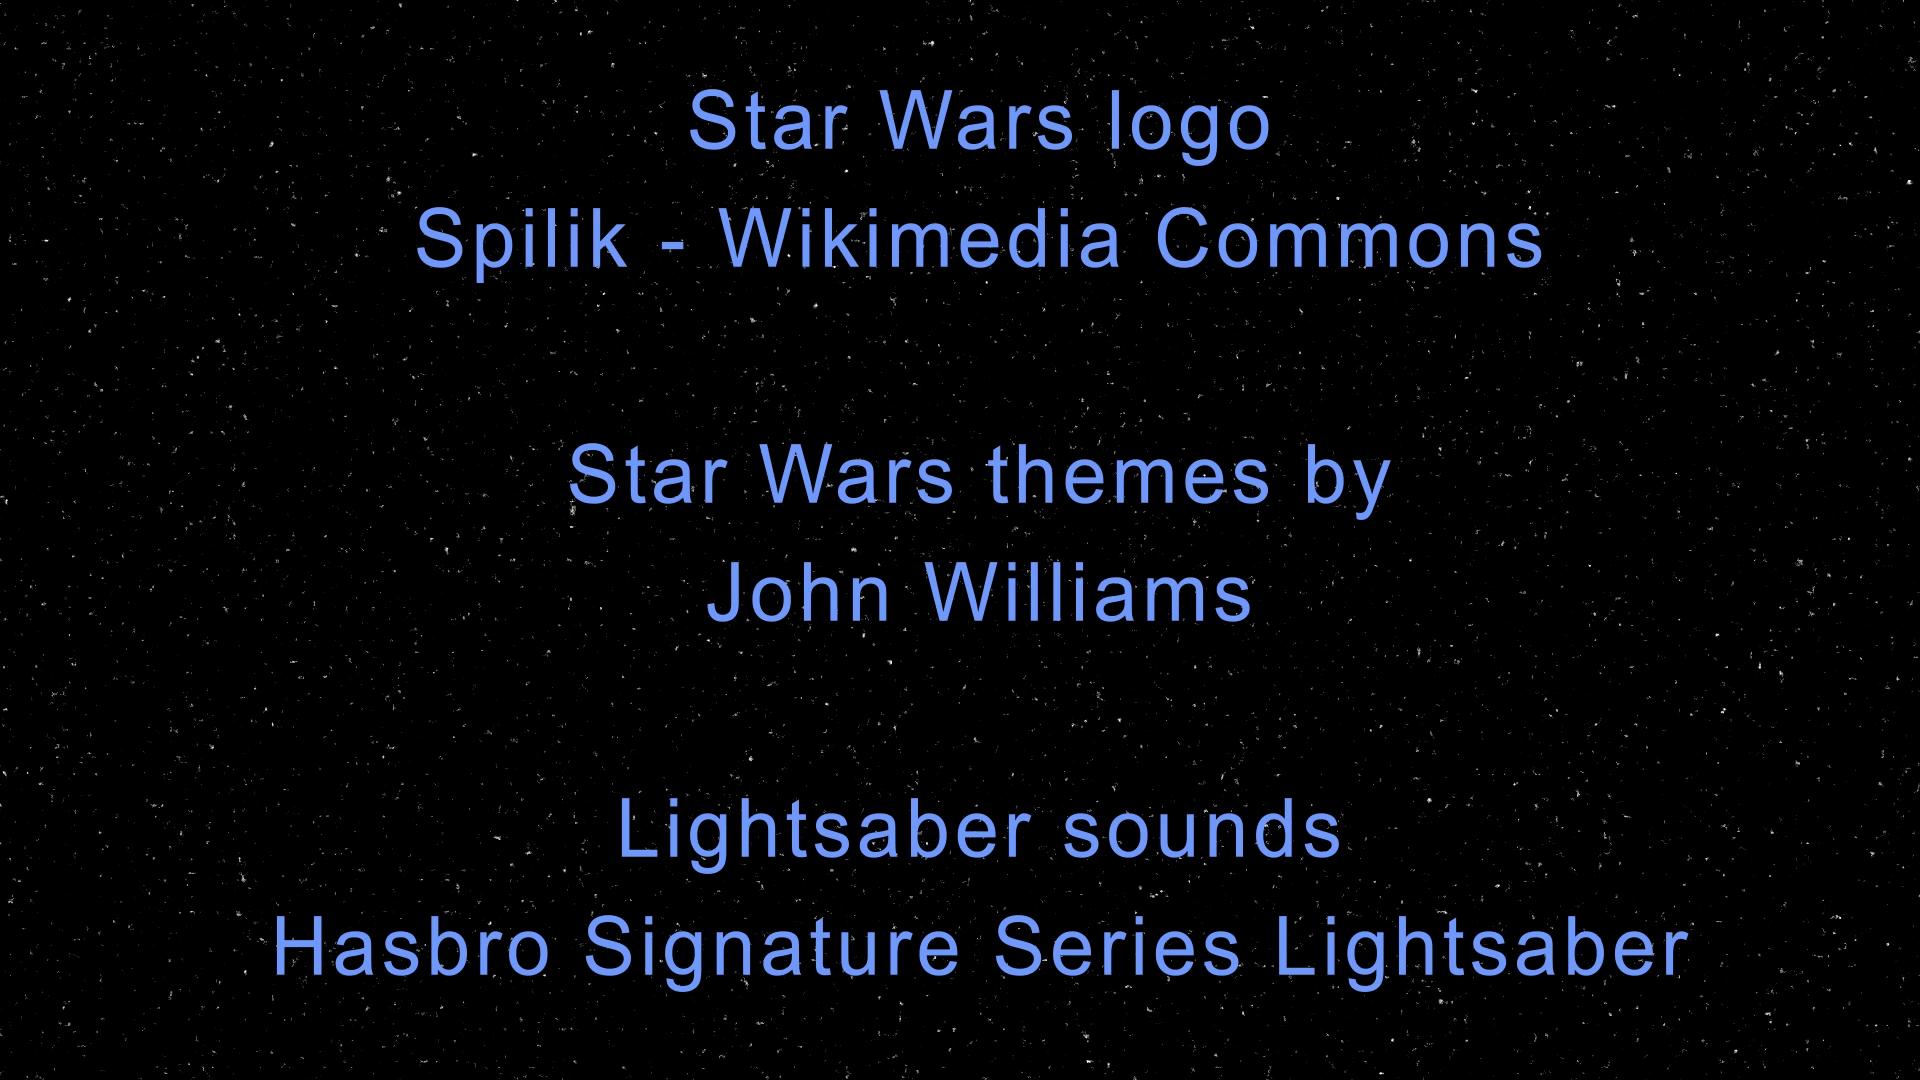 Star Wars logo
Spilik - Wikimedia Commons
Star Wars themes by
John Williams
Lightsaber sounds
Hasbro Signature Series Lightsaber